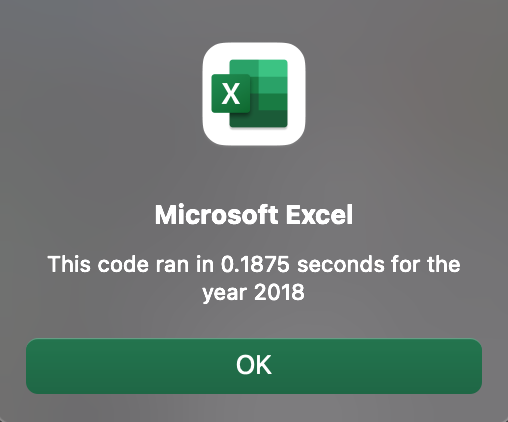 X
Microsoft Excel
This code ran in 0.1875 seconds for the
year 2018
OK